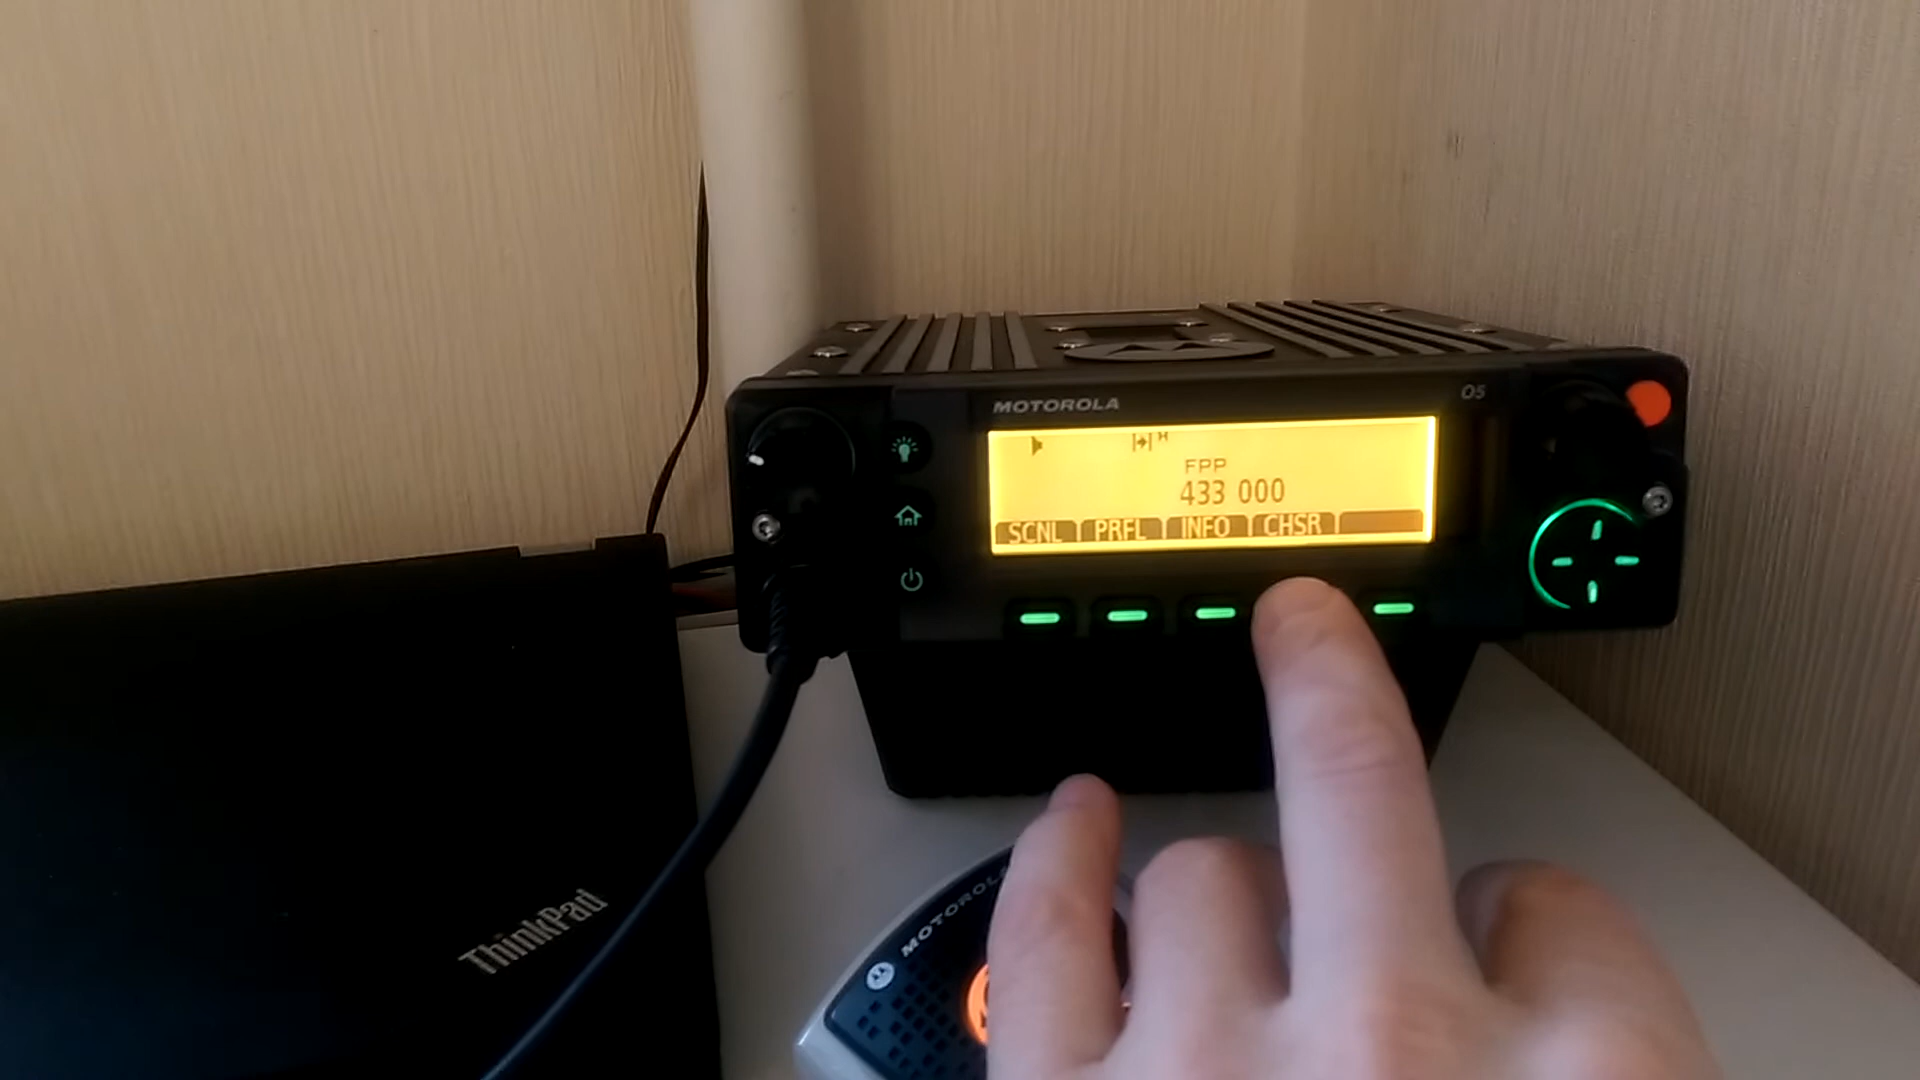 MOTOROLA
O5
H
FPP
433 000
SCNL PRFL INFO CHSR
ThinkPad
MOTOROLA